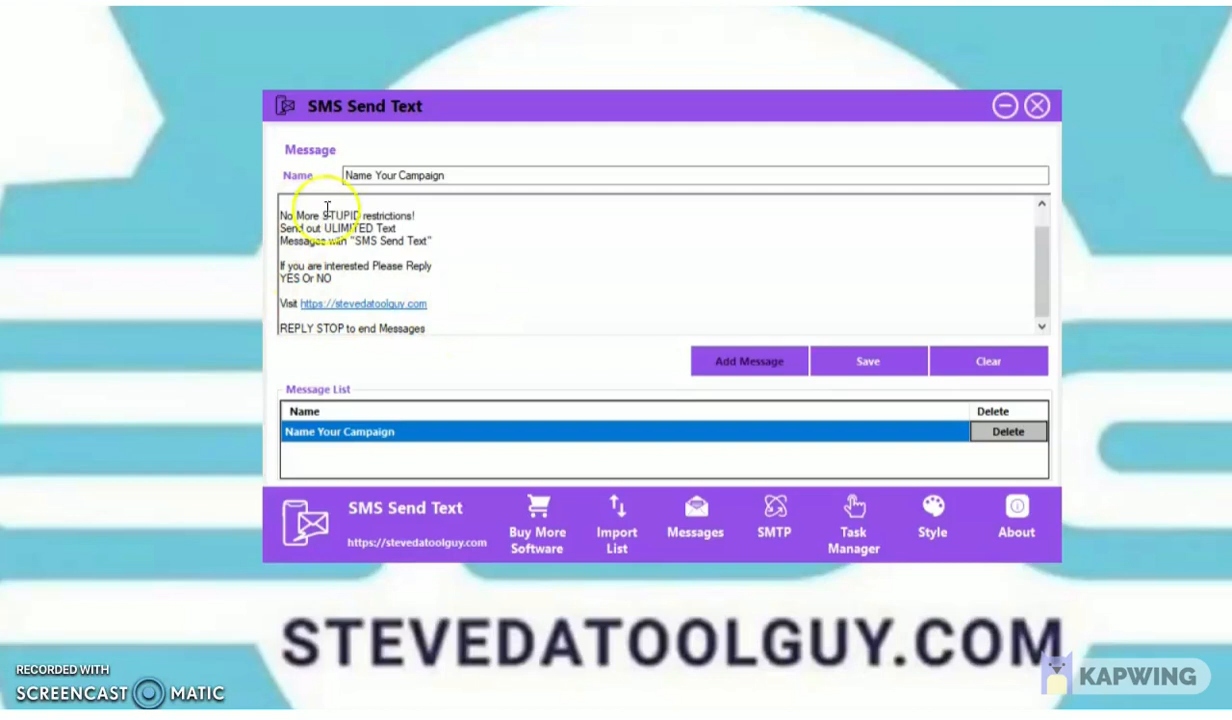 SMS Send Text
Message
Name Name Your Campaign
No More STUPID restrictions!
Send out ULIMITED Text
Messages with "SMS Send Text"
If you are interested Please Reply
YES Or NO
Visit https://stevedatoolguy.com
REPLY STOP to end Messages
Add Message Save Clear
Message List
Name Delete
Name Your Campaign Delete
SMS Send Text
https://stevedatoolguy.com
Buy More
Software
Import
List
Messages
SMTP
Task
Manager
Style
About
STEVEDATOOLGUY.COM
RECORDED WITH
SCREENCAST MATIC
KAPWING